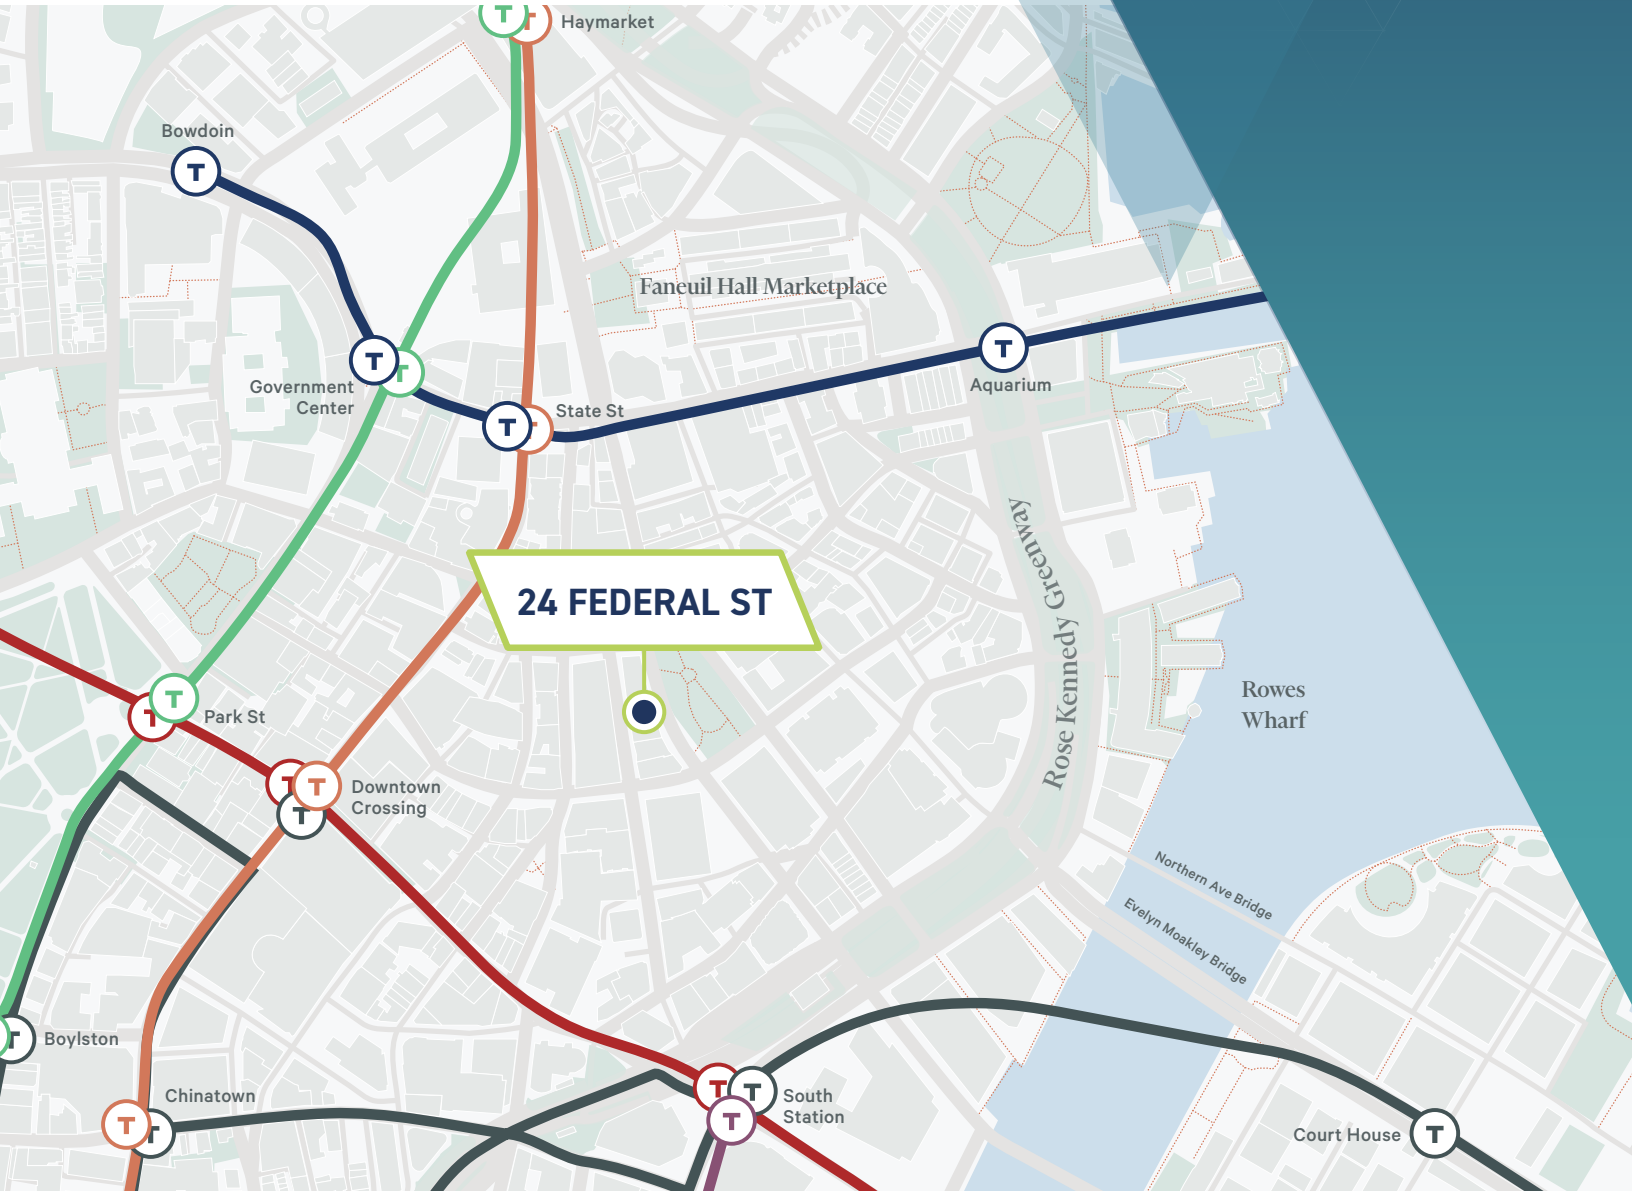 T
T
Haymarket
Bowdoin
T
Faneuil Hall Marketplace
T
T
Government
Center
T
Aquarium
State St
T
T
Rose Kennedy Greenway
24 FEDERAL ST
T
T
Park St
Rowes
Wharf
T
T
T
Downtown
Crossing
Northern Ave Bridge
Evelyn Moakley Bridge
T
Boylston
Chinatown
T
T
T
T
T
South
Station
Court House
T